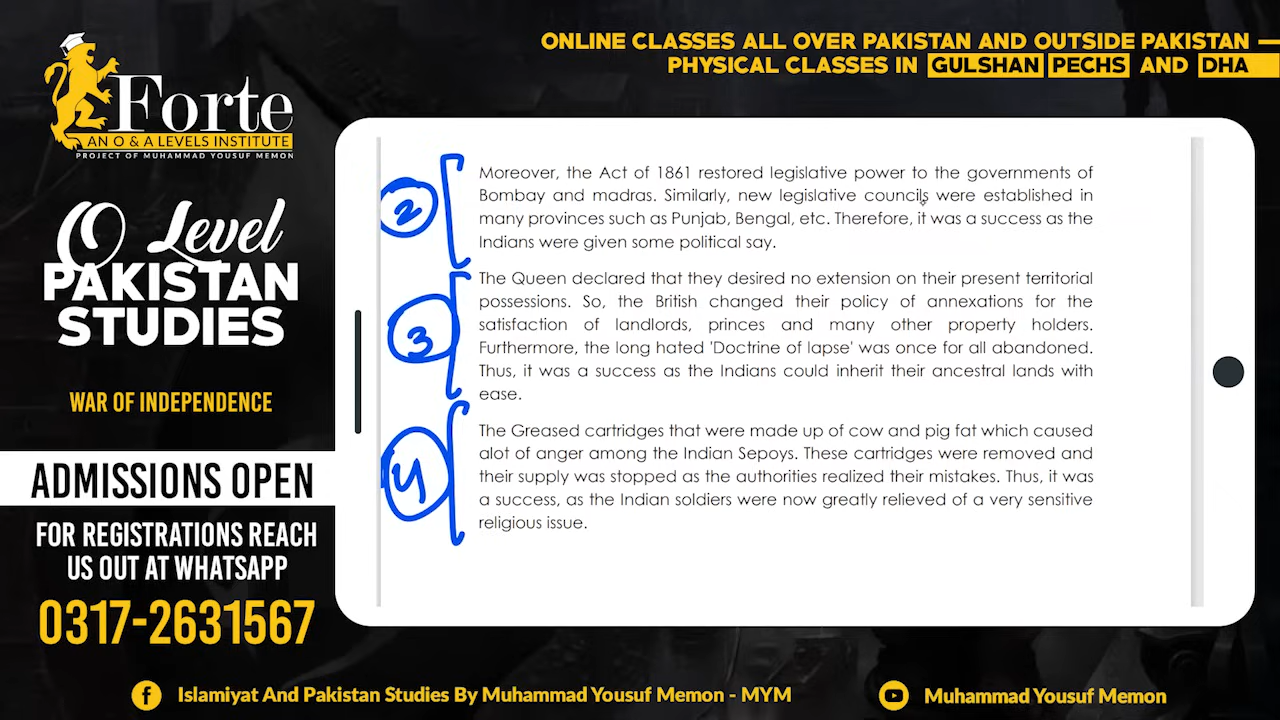 Forte
AN O & A LEVELS INSTITUTE
PROJECT OF MUHAMMAD YOUSUF MEMON
ONLINE CLASSES ALL OVER PAKISTAN AND OUTSIDE PAKISTAN
PHYSICAL CLASSES IN GULSHAN PECHS AND DHA
O Level
PAKISTAN
STUDIES
WAR OF INDEPENDENCE
ADMISSIONS OPEN
FOR REGISTRATIONS REACH
US OUT AT WHATSAPP
0317-2631567
2
Moreover, the Act of 1861 restored legislative power to the governments of
Bombay and madras. Similarly, new legislative councils were established in
many provinces such as Punjab, Bengal, etc. Therefore, it was a success as the
Indians were given some political say.
3
The Queen declared that they desired no extension on their present territorial
possessions. So, the British changed their policy of annexations for the
satisfaction of landlords, princes and many other property holders.
Furthermore, the long hated 'Doctrine of lapse' was once for all abandoned.
Thus, it was a success as the Indians could inherit their ancestral lands with
ease.
4
The Greased cartridges that were made up of cow and pig fat which caused
alot of anger among the Indian Sepoys. These cartridges were removed and
their supply was stopped as the authorities realized their mistakes. Thus, it was
a success, as the Indian soldiers were now greatly relieved of a very sensitive
religious issue.
Islamiyat And Pakistan Studies By Muhammad Yousuf Memon - MYM
Muhammad Yousuf Memon